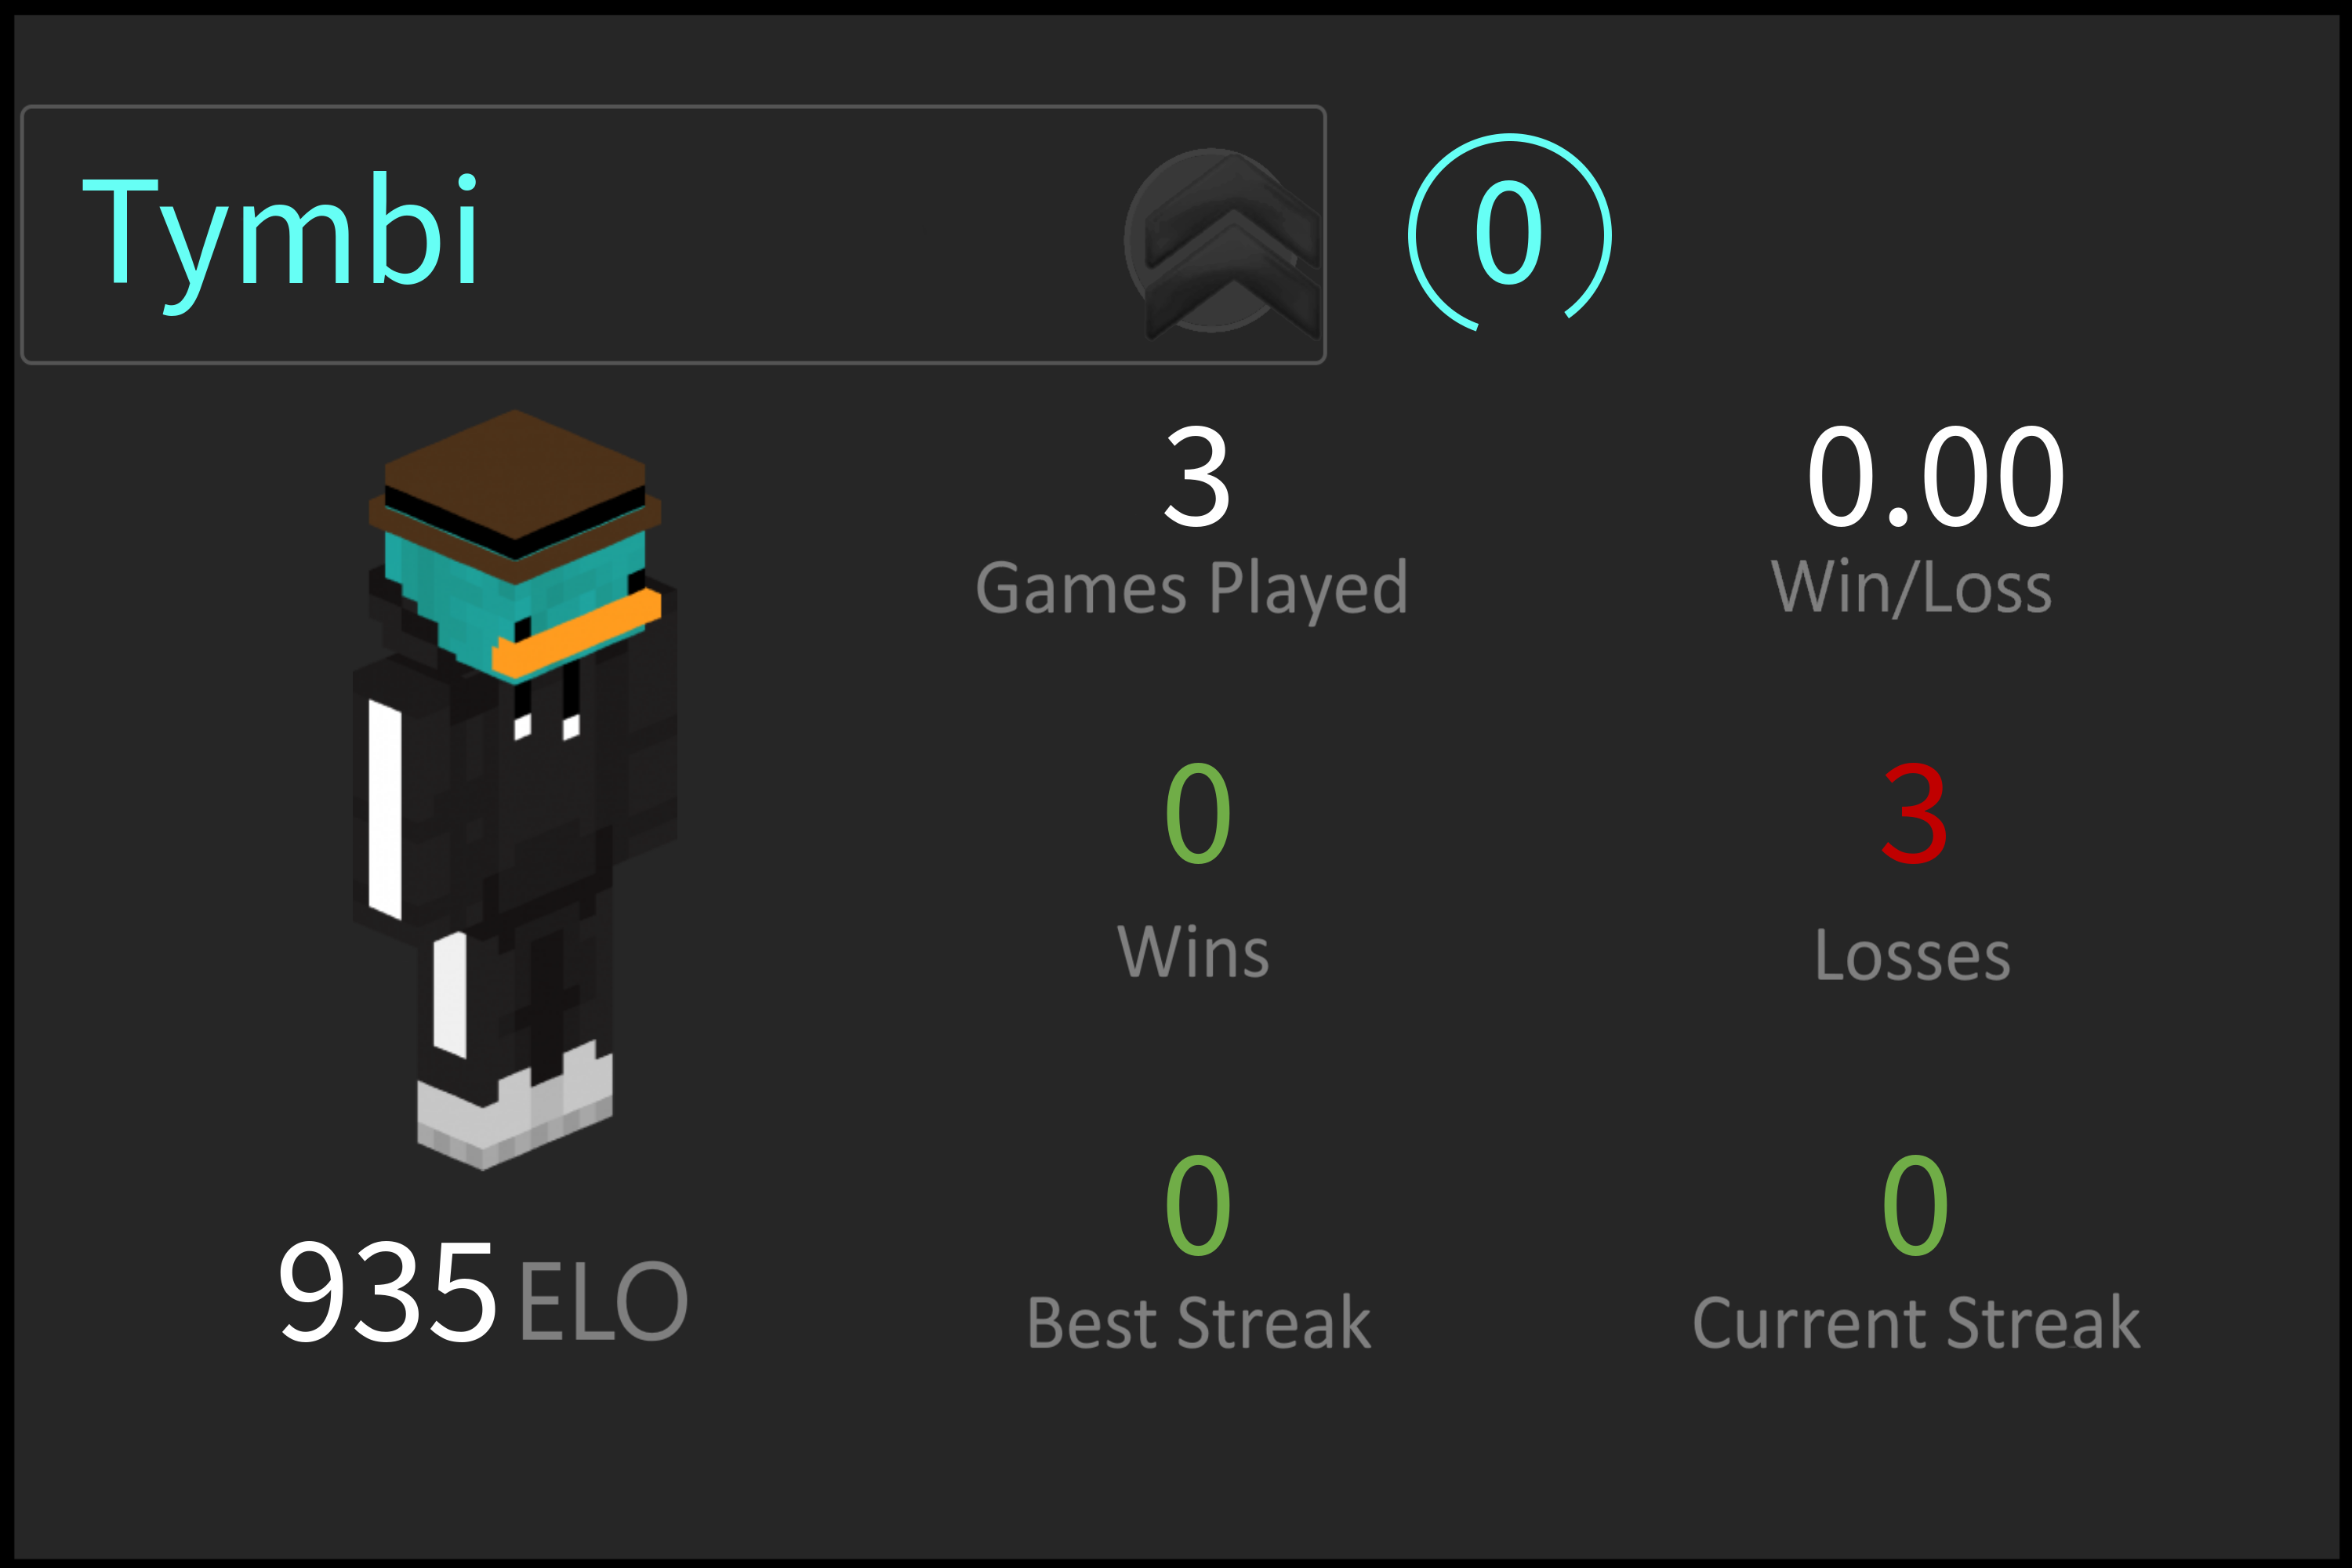 Tymbi
0
3
0.00
Games Played
Win/Loss
0
3
Wins
Losses
0
0
935 ELO
Best Streak
Current Streak